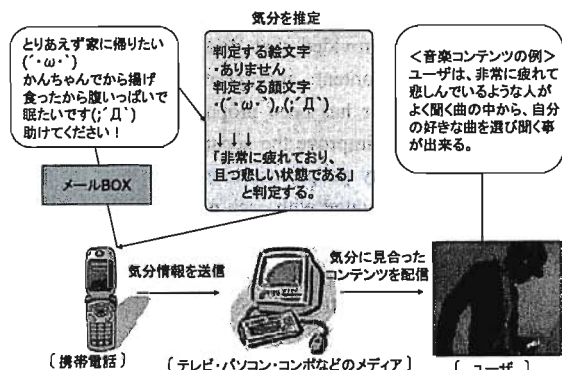 気分を推定
とりあえず家に帰りたい
(´・ω・`)
かんちゃんでから揚げ
食ったから腹いっぱいで
眠たいです(;´Д`)
助けてください！
メールBOX
判定する絵文字
・ありません
判定する顔文字
・(´・ω・`),(;´Д`)
↓↓↓
「非常に疲れており、
且つ悲しい状態である」
と判定する。
＜音楽コンテンツの例＞
ユーザは、非常に疲れて
悲しんでいるような人が
よく聞く曲の中から、自分
の好きな曲を選び聞く事
が出来る。
気分情報を送信
気分に見合った
コンテンツを配信
〔 携帯電話 〕
〔 テレビ・パソコン・コンポなどのメディア 〕
〔 ユーザ 〕